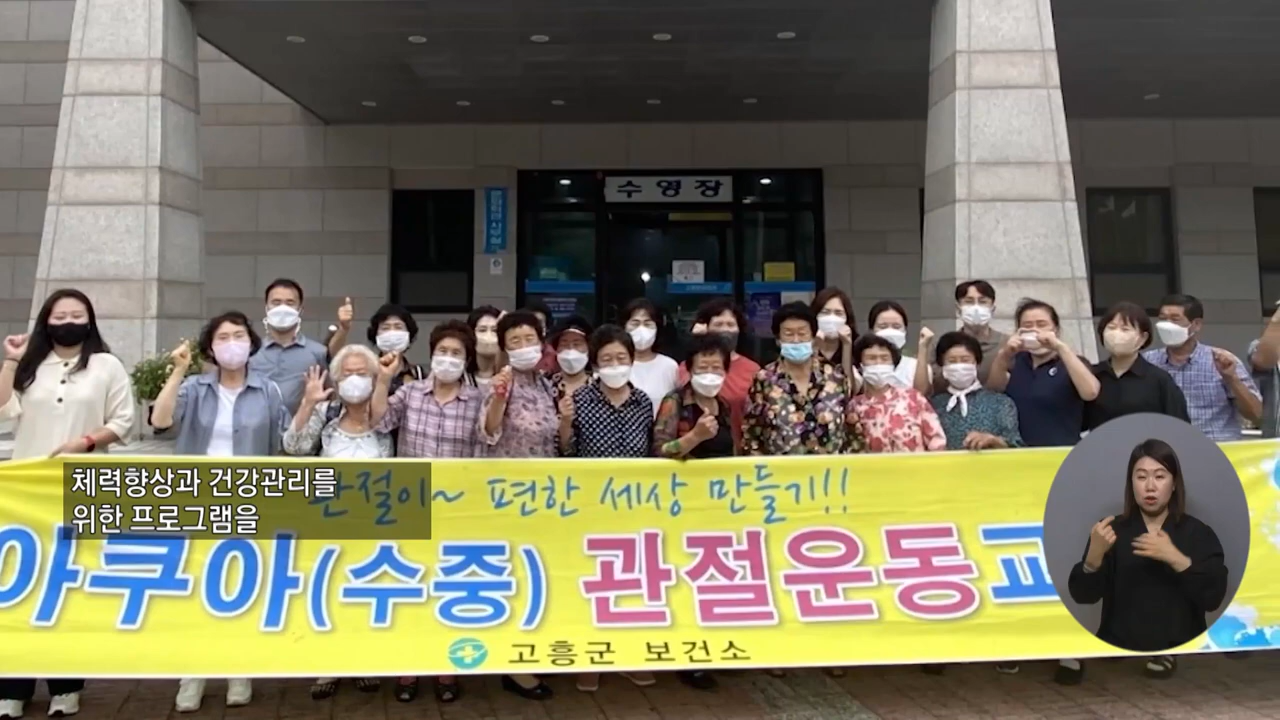 수영장
체력향상과 건강관리를
위한 프로그램을
관절이~ 편한 세상 만들기!!
아쿠아(수중) 관절운동교
고흥군 보건소